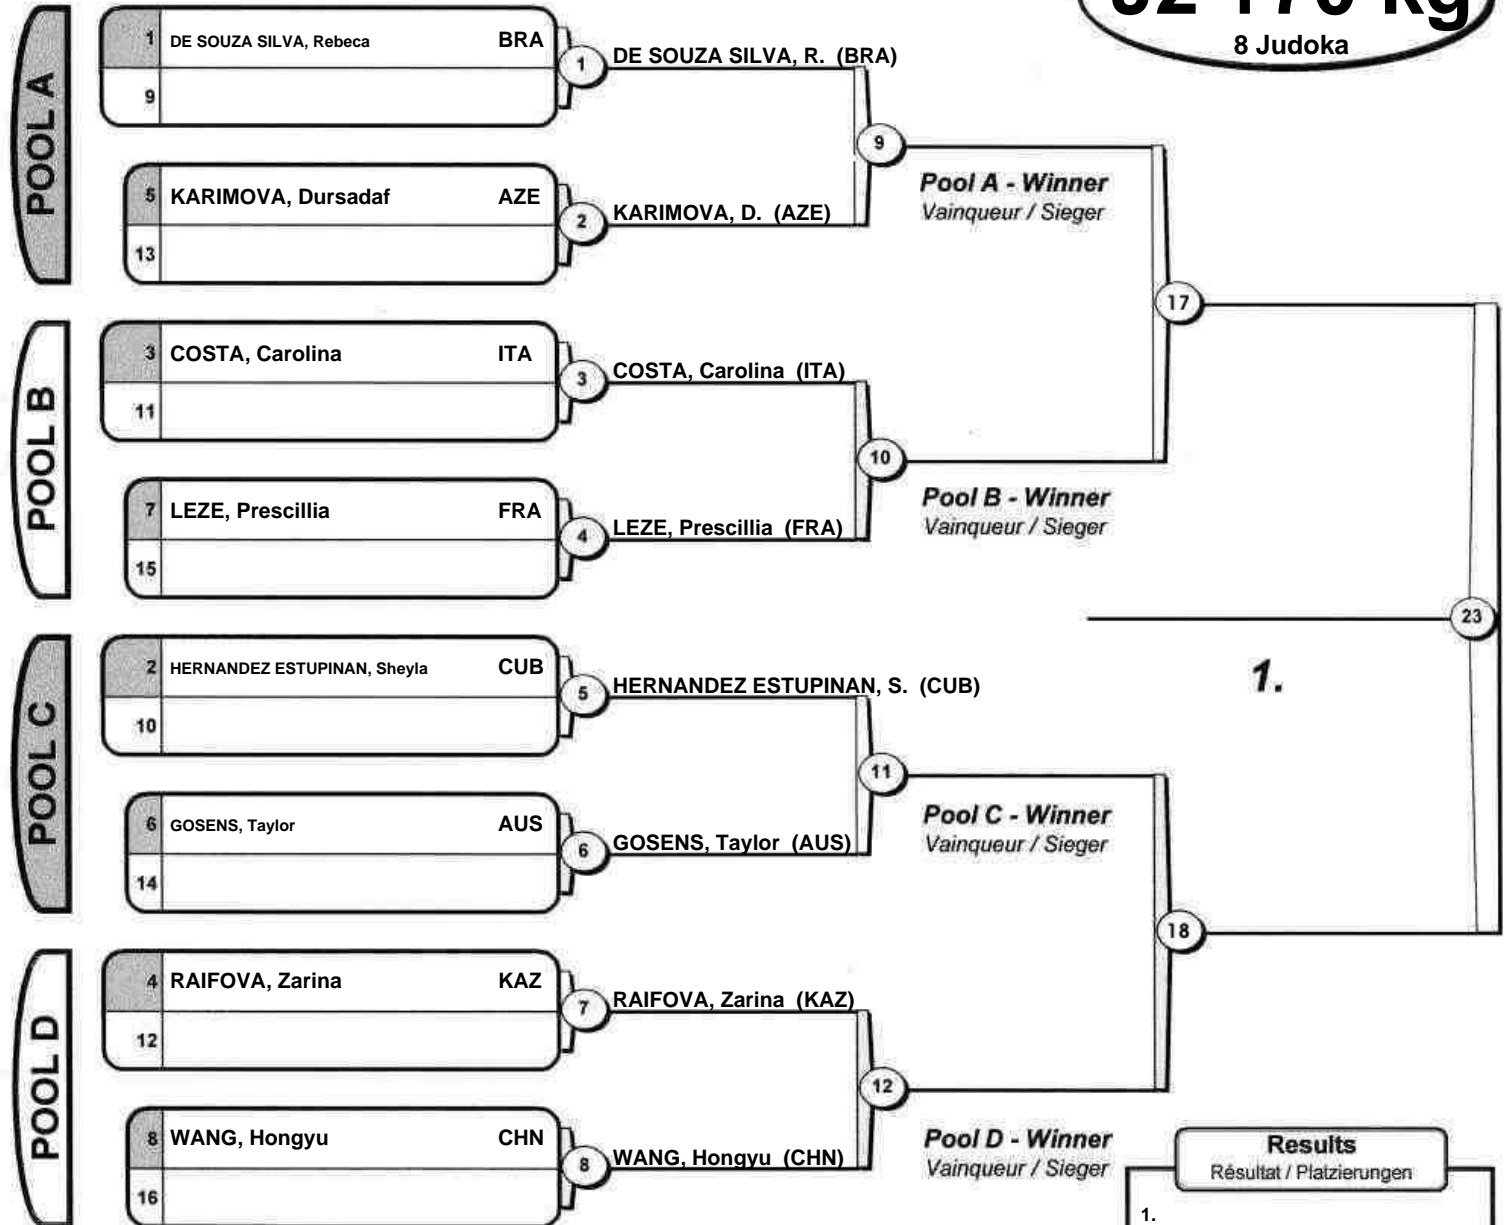 8 Judoka
POOL A
1 DE SOUZA SILVA, Rebeca BRA
9
1 DE SOUZA SILVA, R. (BRA)
5 KARIMOVA, Dursadaf AZE
13
2 KARIMOVA, D. (AZE)
9
Pool A - Winner
Vainqueur / Sieger
POOL B
3 COSTA, Carolina ITA
11
3 COSTA, Carolina (ITA)
7 LEZE, Prescillia FRA
15
4 LEZE, Prescillia (FRA)
10
Pool B - Winner
Vainqueur / Sieger
17
POOL C
2 HERNANDEZ ESTUPINAN, Sheyla CUB
10
5 HERNANDEZ ESTUPINAN, S. (CUB)
6 GOSENS, Taylor AUS
14
6 GOSENS, Taylor (AUS)
11
Pool C - Winner
Vainqueur / Sieger
23
1.
POOL D
4 RAIFOVA, Zarina KAZ
12
7 RAIFOVA, Zarina (KAZ)
8 WANG, Hongyu CHN
16
8 WANG, Hongyu (CHN)
12
Pool D - Winner
Vainqueur / Sieger
18
Results
Résultat / Platzierungen
1.